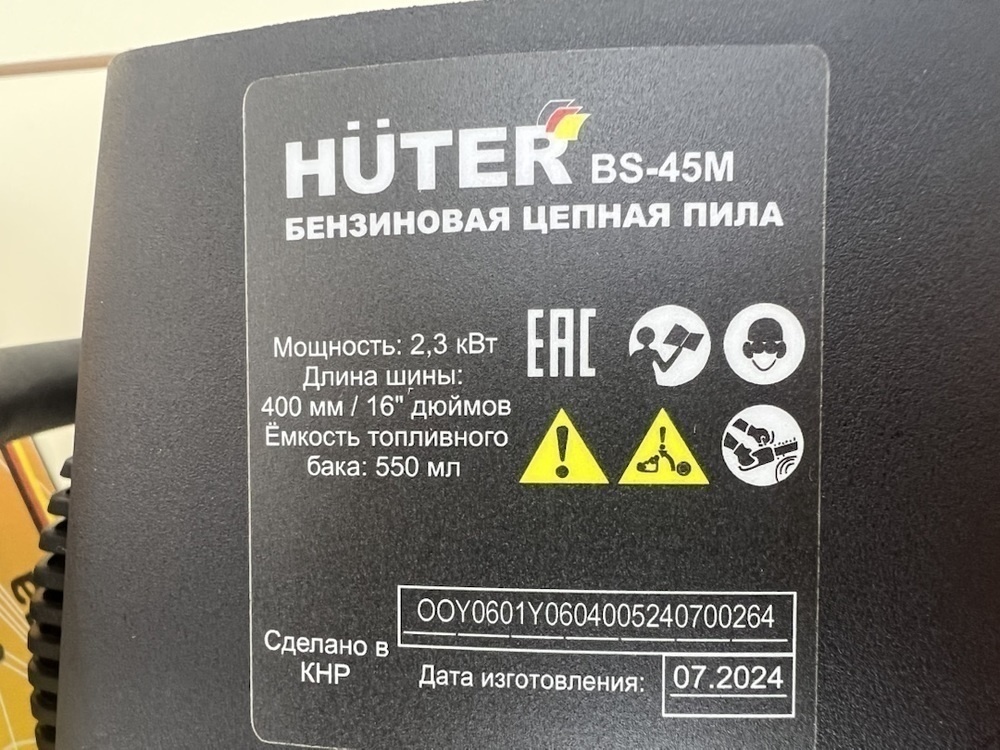 HÜTER BS-45M
БЕНЗИНОВАЯ ЦЕПНАЯ ПИЛА
Мощность: 2,3 кВт
Длина шины:
400 мм / 16" дюймов
Ёмкость топливного
бака: 550 мл
EAC
OOY0601Y0604005240700264
Сделано в
КНР
Дата изготовления: 07.2024